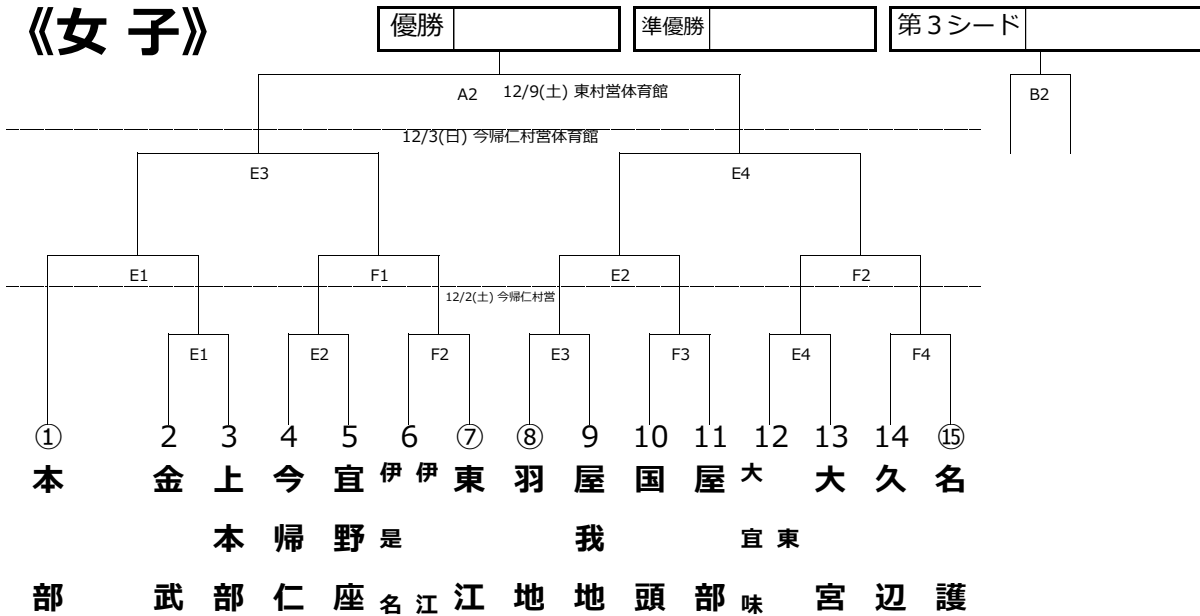 《女 子》
優勝
準優勝
第３シード
A2 12/9(土) 東村営体育館
B2
12/3(日) 今帰仁村営体育館
E3 E4
E1 F1 E2 F2
12/2(土) 今帰仁村営
E1 E2 F2 E3 F3 E4 F4
① 2 3 4 5 6 ⑦ ⑧ 9 10 11 12 13 14 ⑮
本部
金武
上本部
今帰仁
宜野座
伊是名
伊江
東江
羽地
屋我地
国頭
屋部
大宜味
東
大宮
久辺
名護